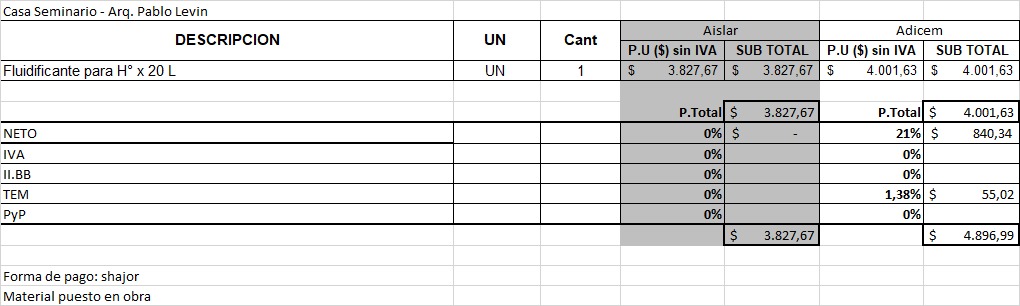 Casa Seminario - Arq. Pablo Levin
Aislar Adicem
DESCRIPCION UN Cant P.U ($) sin IVA SUB TOTAL P.U ($) sin IVA SUB TOTAL
Fluidificante para H° x 20 L UN 1 $ 3.827,67 $ 3.827,67 $ 4.001,63 $ 4.001,63
P.Total $ 3.827,67 P.Total $ 4.001,63
NETO 0% $ - 21% $ 840,34
IVA 0% 0%
II.BB 0% 0%
TEM 0% 1,38% $ 55,02
PyP 0% 0%
$ 3.827,67 $ 4.896,99
Forma de pago: shajor
Material puesto en obra